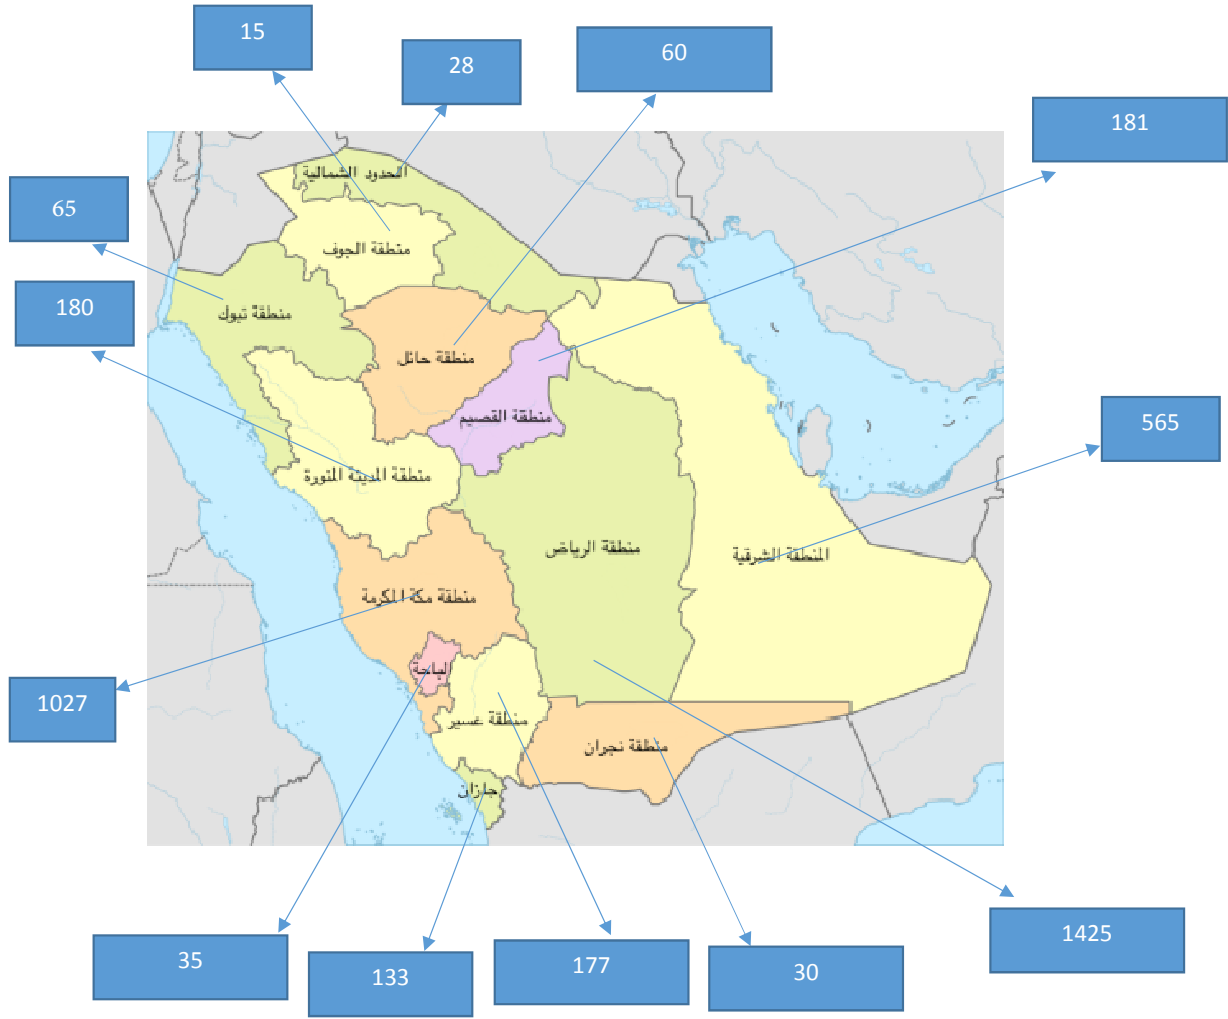 15
28
60
181
الحدود الشمالية
65
منطقة الجوف
180
منطقة تبوك
منطقة حائل
منطقة القصيم
565
منطقة المدينة المنورة
منطقة الرياض
المنطقة الشرقية
منطقة مكة المكرمة
الباحة
1027
منطقة عسير
منطقة نجران
جازان
1425
35
133
177
30